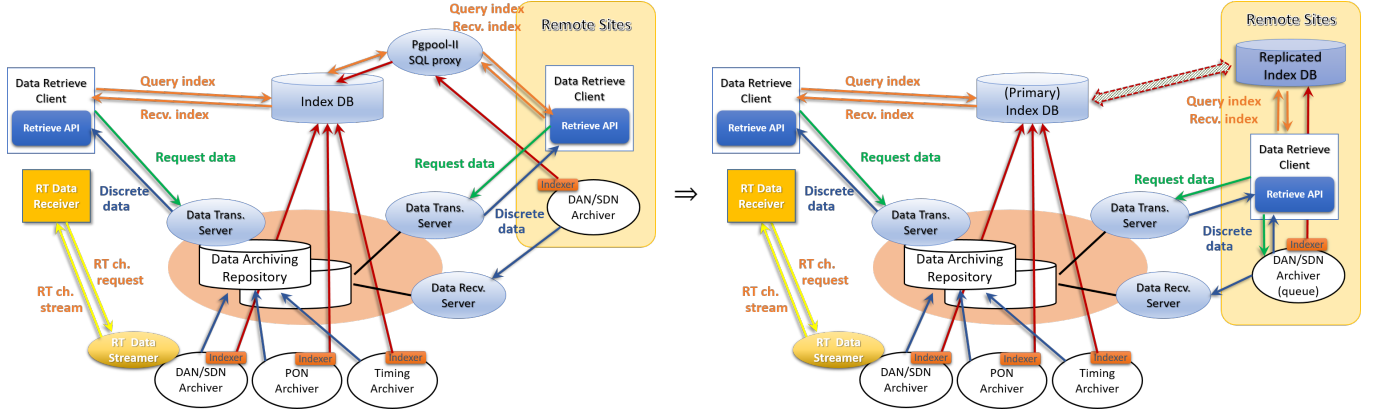 Query index
Recv. index
Remote Sites
Pgpool-II
SQL proxy
Data Retrieve
Client
Retrieve API
Query index
Recv. index
Index DB
Data Retrieve
Client
Retrieve API
Request data
Request data
RT Data
Receiver
Discrete
data
Indexer
DAN/SDN
Archiver
Data Trans.
Server
Data Trans.
Server
Discrete
data
Data Archiving
Repository
RT ch.
request
RT ch.
stream
Data Recv.
Server
RT Data
Streamer
Indexer
DAN/SDN
Archiver
Indexer
PON
Archiver
Indexer
Timing
Archiver
⇒
Remote Sites
Replicated
Index DB
Data Retrieve
Client
Retrieve API
Query index
Recv. index
(Primary)
Index DB
Query index
Recv. index
Data Retrieve
Client
Retrieve API
Request data
Request data
RT Data
Receiver
Discrete
data
Data Trans.
Server
Data Trans.
Server
Discrete
data
Indexer
DAN/SDN
Archiver
(queue)
Data Archiving
Repository
RT ch.
request
RT ch.
stream
Data Recv.
Server
RT Data
Streamer
Indexer
DAN/SDN
Archiver
Indexer
PON
Archiver
Indexer
Timing
Archiver